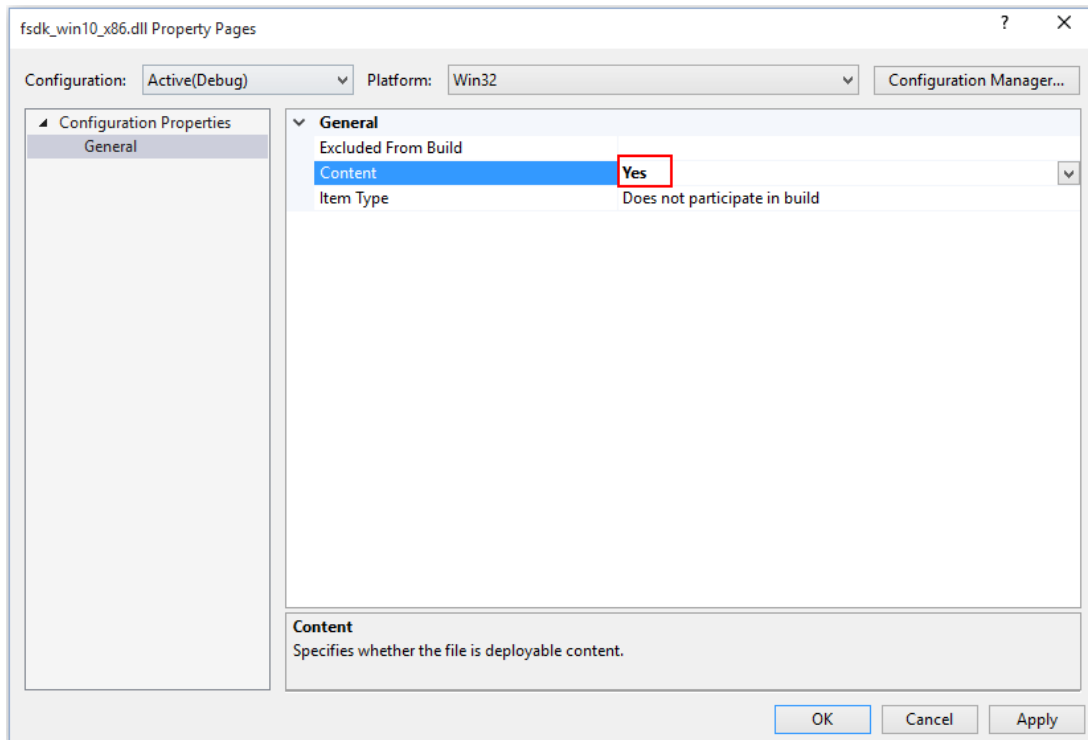 fsdk_win10_x86.dll Property Pages
?
Configuration: Active(Debug) Platform: Win32 Configuration Manager...
Configuration Properties
General
General
Excluded From Build
Content Yes
Item Type Does not participate in build
Content
Specifies whether the file is deployable content.
OK Cancel Apply